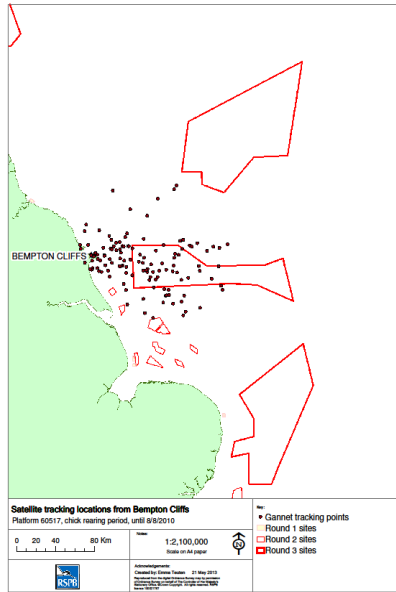 BEMPTON CLIFFS
Satellite tracking locations from Bempton Cliffs
Platform 60517, chick rearing period, until 8/8/2010
0 20 40 80 Km
Notes:
1:2,100,000
Scale on A4 paper
RSPB
Acknowledgements:
Created by: Emma Teuten 21 May 2013
Key:
Gannet tracking points
Round 1 sites
Round 2 sites
Round 3 sites